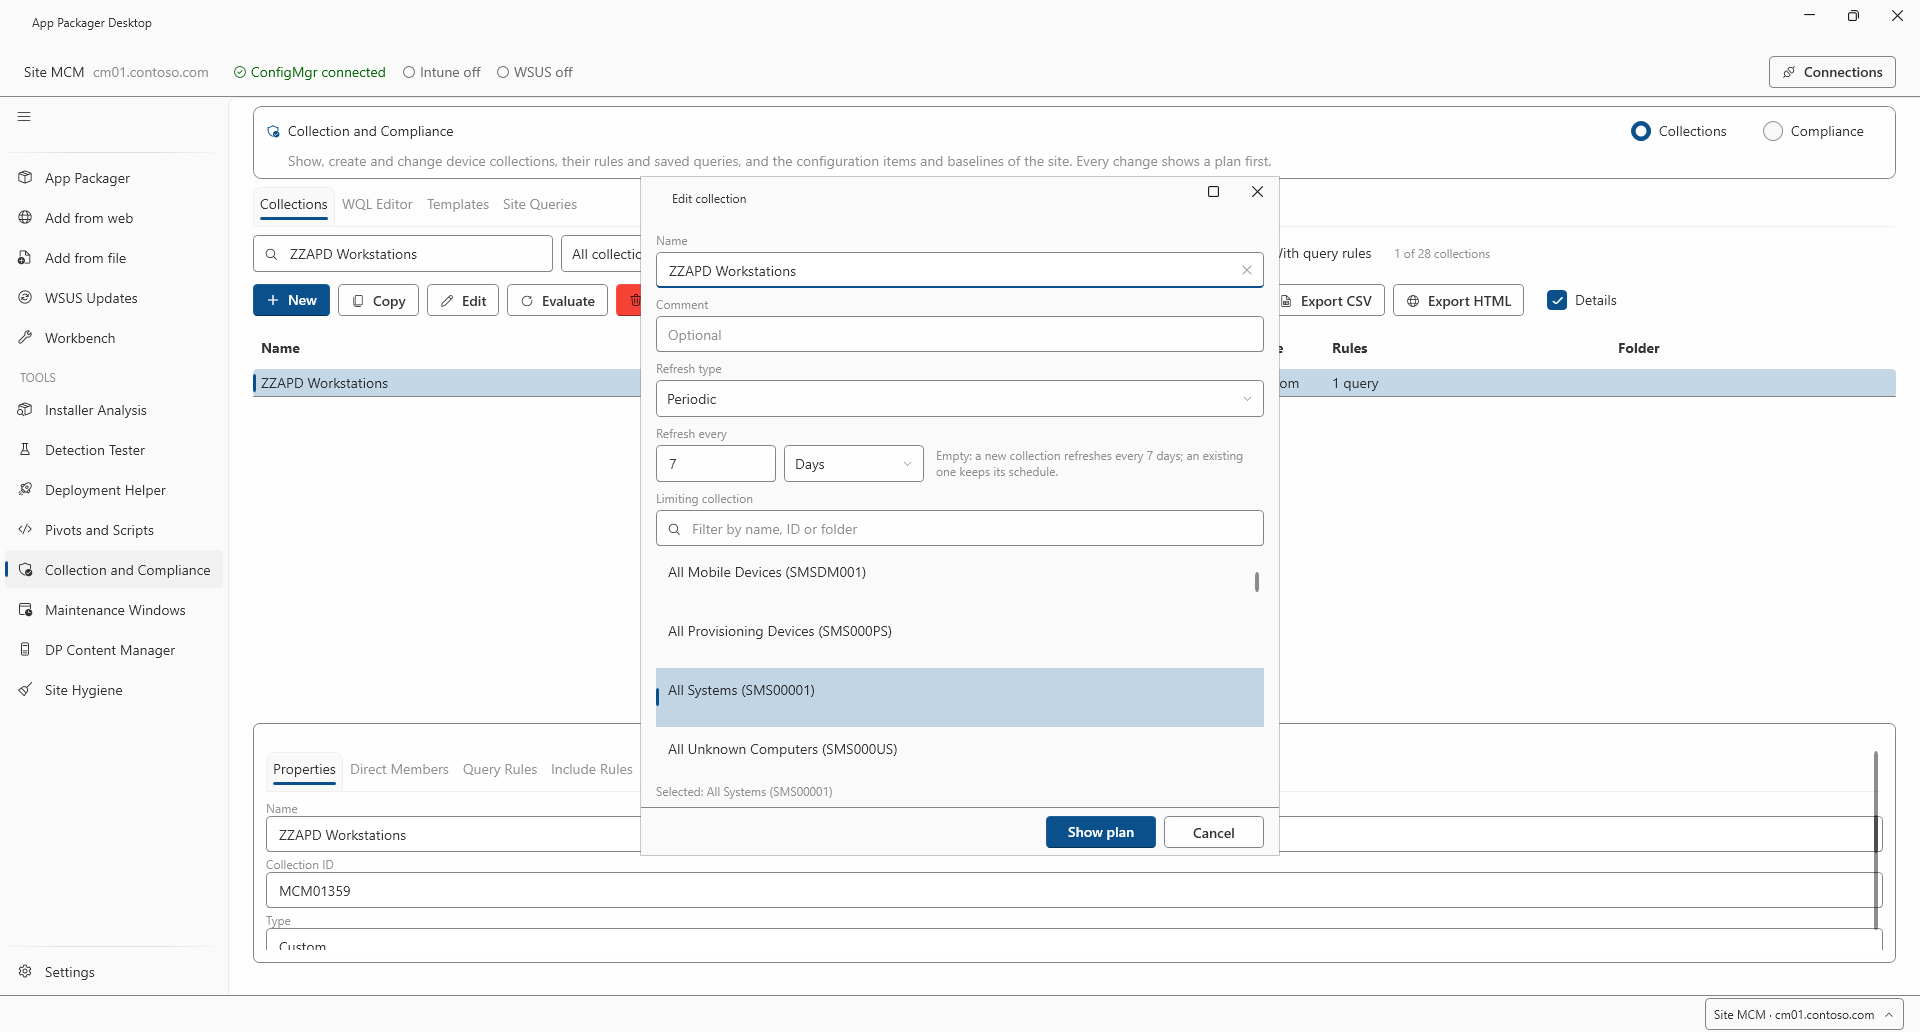 App Packager Desktop
Site MCM cm01.contoso.com ConfigMgr connected Intune off WSUS off Connections
Collection and Compliance Collections Compliance
Show, create and change device collections, their rules and saved queries, and the configuration items and baselines of the site. Every change shows a plan first.
App Packager
Add from web
Add from file
WSUS Updates
Workbench
TOOLS
Installer Analysis
Detection Tester
Deployment Helper
Pivots and Scripts
Collection and Compliance
Maintenance Windows
DP Content Manager
Site Hygiene
Settings
Collections WQL Editor Templates Site Queries
ZZAPD Workstations All collectio With query rules 1 of 28 collections
New Copy Edit Evaluate Export CSV Export HTML Details
Name Rules Folder
ZZAPD Workstations om 1 query
Edit collection
Name
ZZAPD Workstations
Comment
Optional
Refresh type
Periodic
Refresh every
7 Days Empty: a new collection refreshes every 7 days; an existing
one keeps its schedule.
Limiting collection
Filter by name, ID or folder
All Mobile Devices (SMSDM001)
All Provisioning Devices (SMS000PS)
All Systems (SMS00001)
All Unknown Computers (SMS000US)
Selected: All Systems (SMS00001)
Show plan Cancel
Properties Direct Members Query Rules Include Rules
Name
ZZAPD Workstations
Collection ID
MCM01359
Type
Custom
Site MCM · cm01.contoso.com